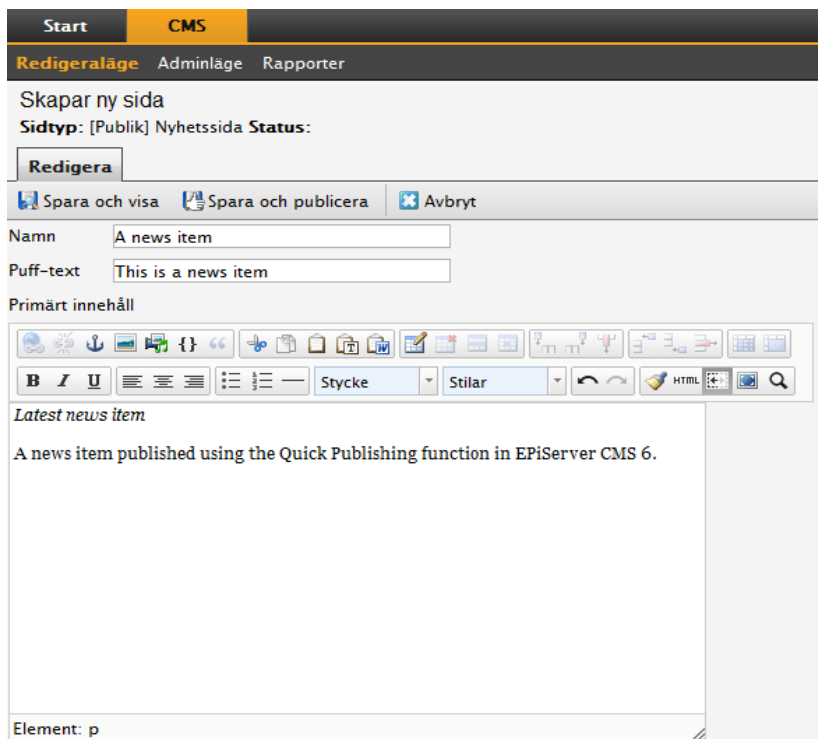 Start CMS
Redigeraläge Adminläge Rapporter
Skapar ny sida
Sidtyp: [Publik] Nyhetssida Status:
Redigera
Spara och visa Spara och publicera Avbryt
Namn A news item
Puff-text This is a news item
Primärt innehåll
B I U Stycke Stilar HTML
Latest news item
A news item published using the Quick Publishing function in EPiServer CMS 6.
Element: p